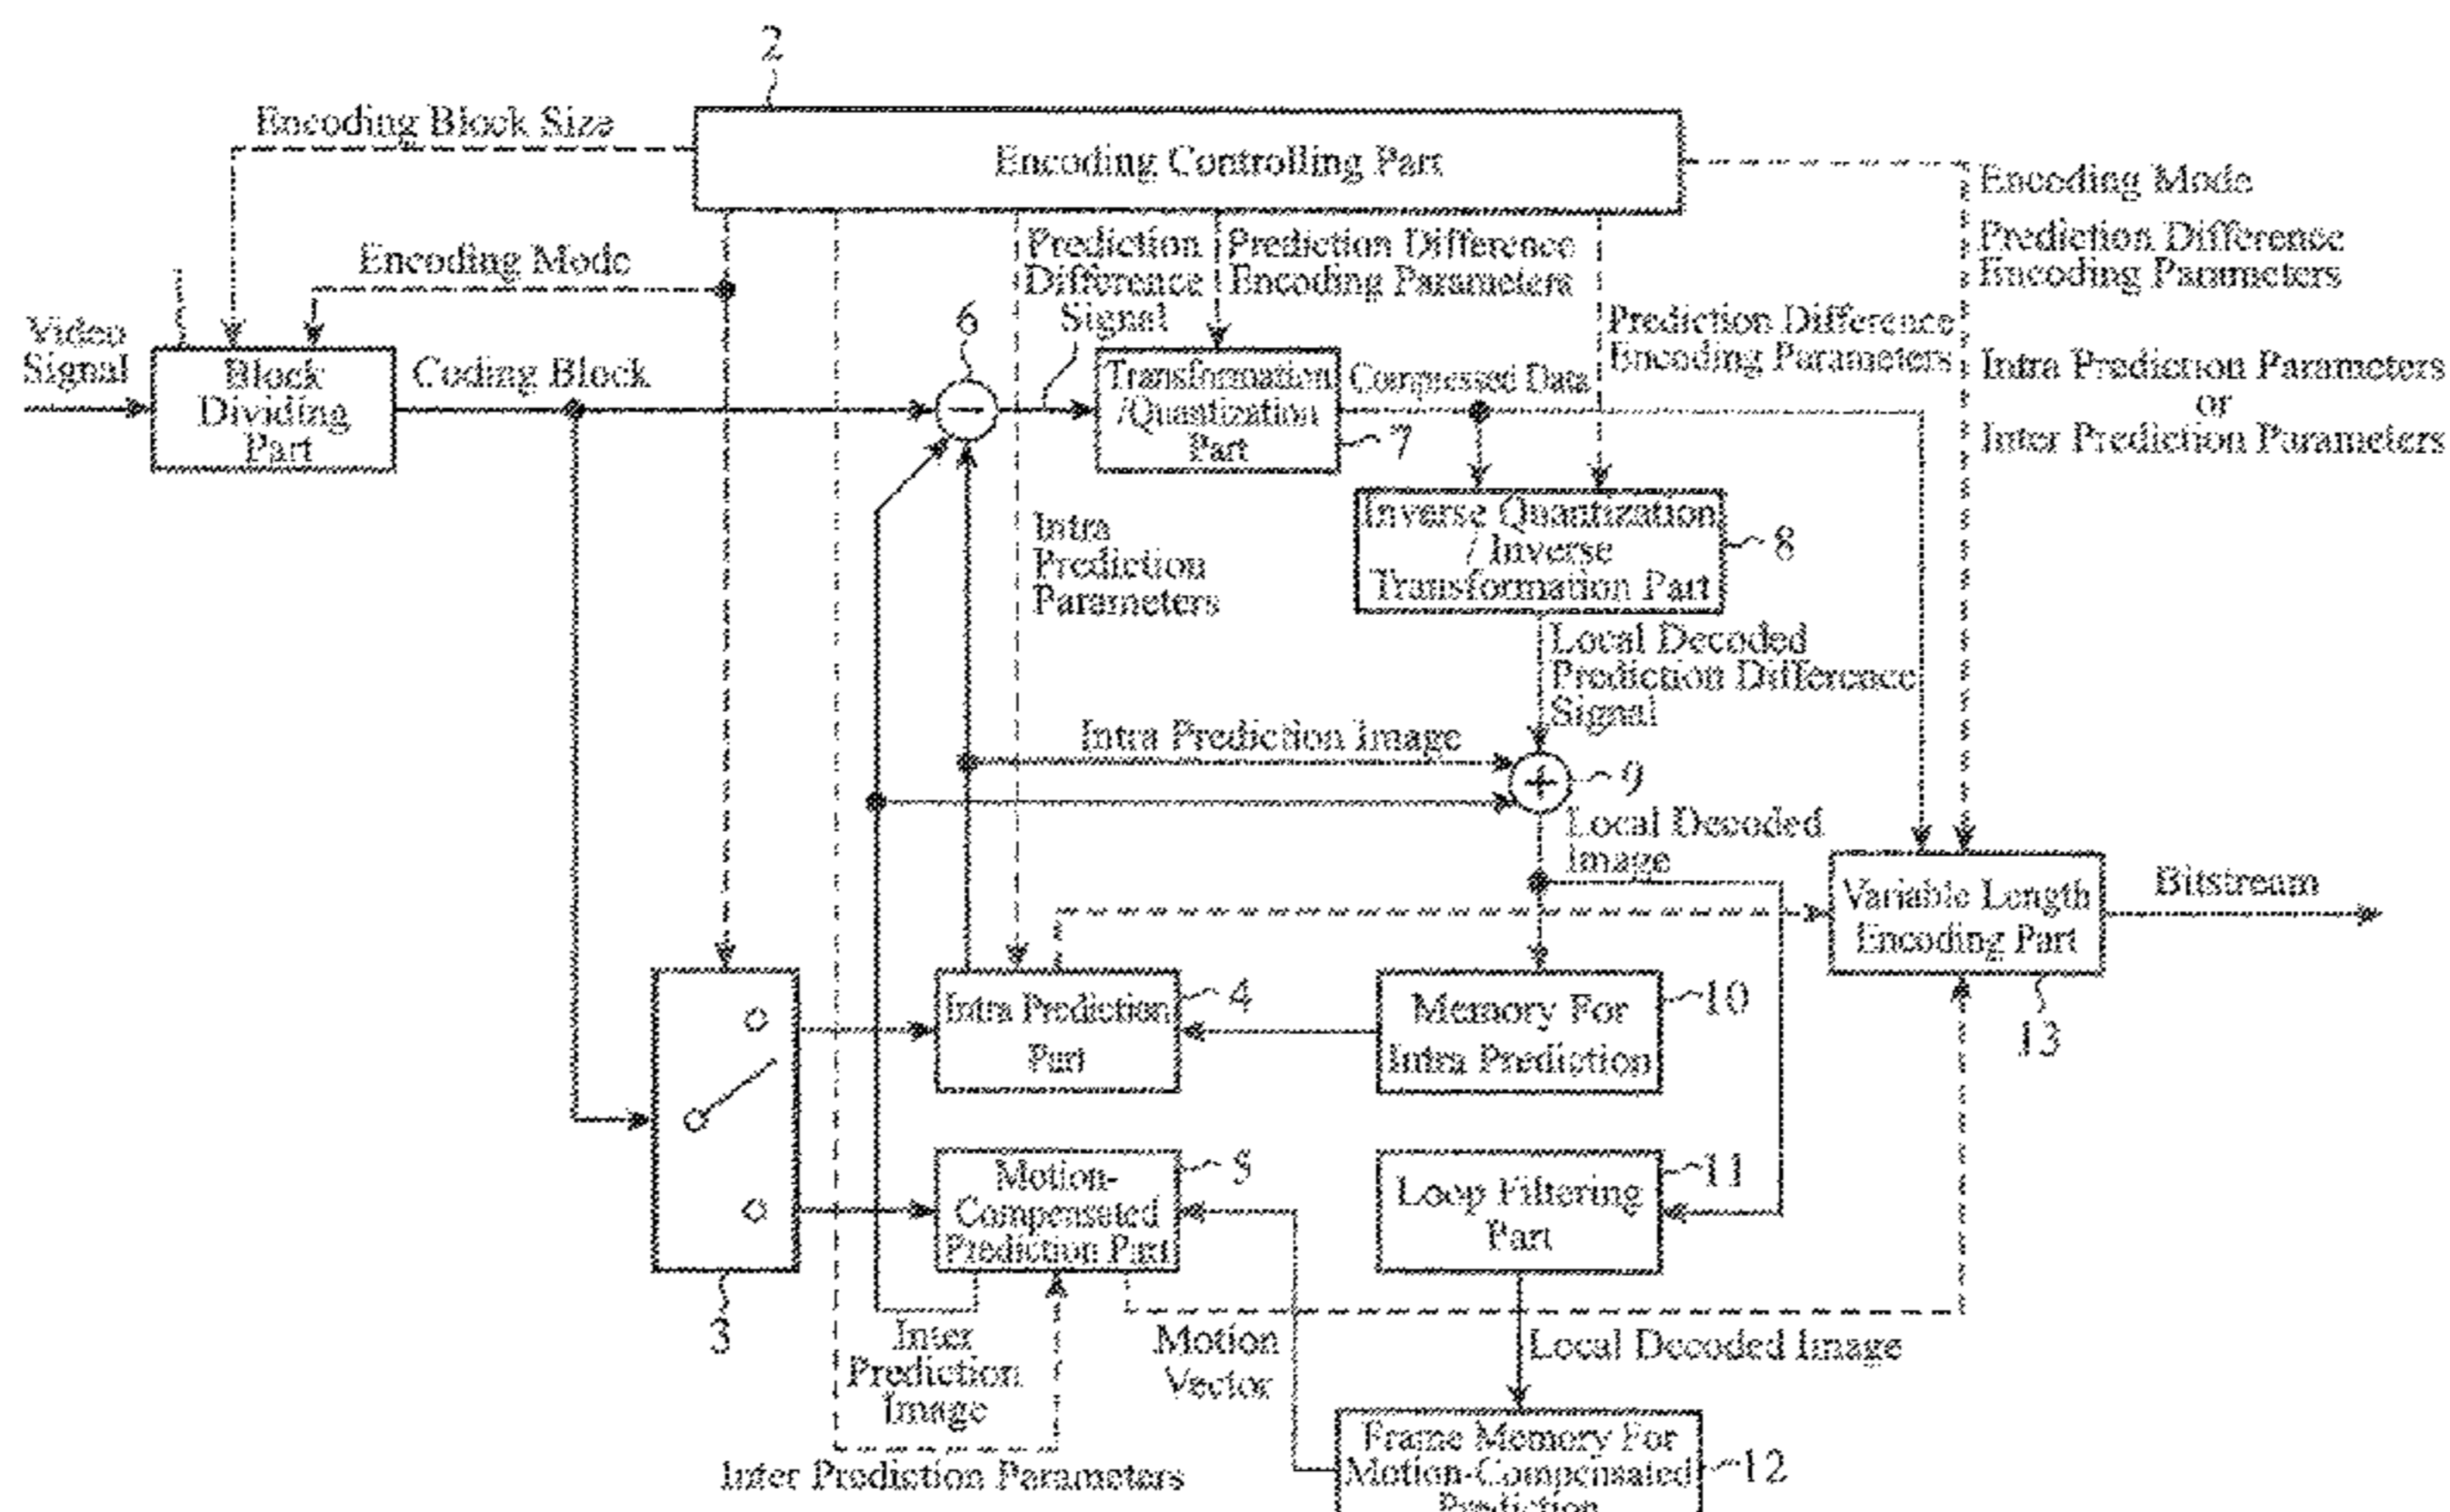 2
Encoding Block Size
Encoding Controlling Part
Encoding Mode
Prediction Difference
Encoding Parameters
Intra Prediction Parameters
or
Inter Prediction Parameters
Encoding Mode
Prediction
Difference
Signal
Prediction Difference
Encoding Parameters
Prediction Difference
Encoding Parameters
Video
Signal
Block
Dividing
Part
Coding Block
6
Transformation
/Quantization
Part
7
Compressed Data
Inverse Quantization
/ Inverse
Transformation Part
8
Intra
Prediction
Parameters
Local Decoded
Prediction Difference
Signal
Intra Prediction Image
+
9
Local Decoded
Image
Variable Length
Encoding Part
13
Bitstream
Intra Prediction
Part
4
Memory For
Intra Prediction
10
3
Motion-
Compensated
Prediction Part
5
Loop Filtering
Part
11
Inter
Prediction
Image
Motion
Vector
Local Decoded Image
Inter Prediction Parameters
Frame Memory For
Motion-Compensated
Prediction
12